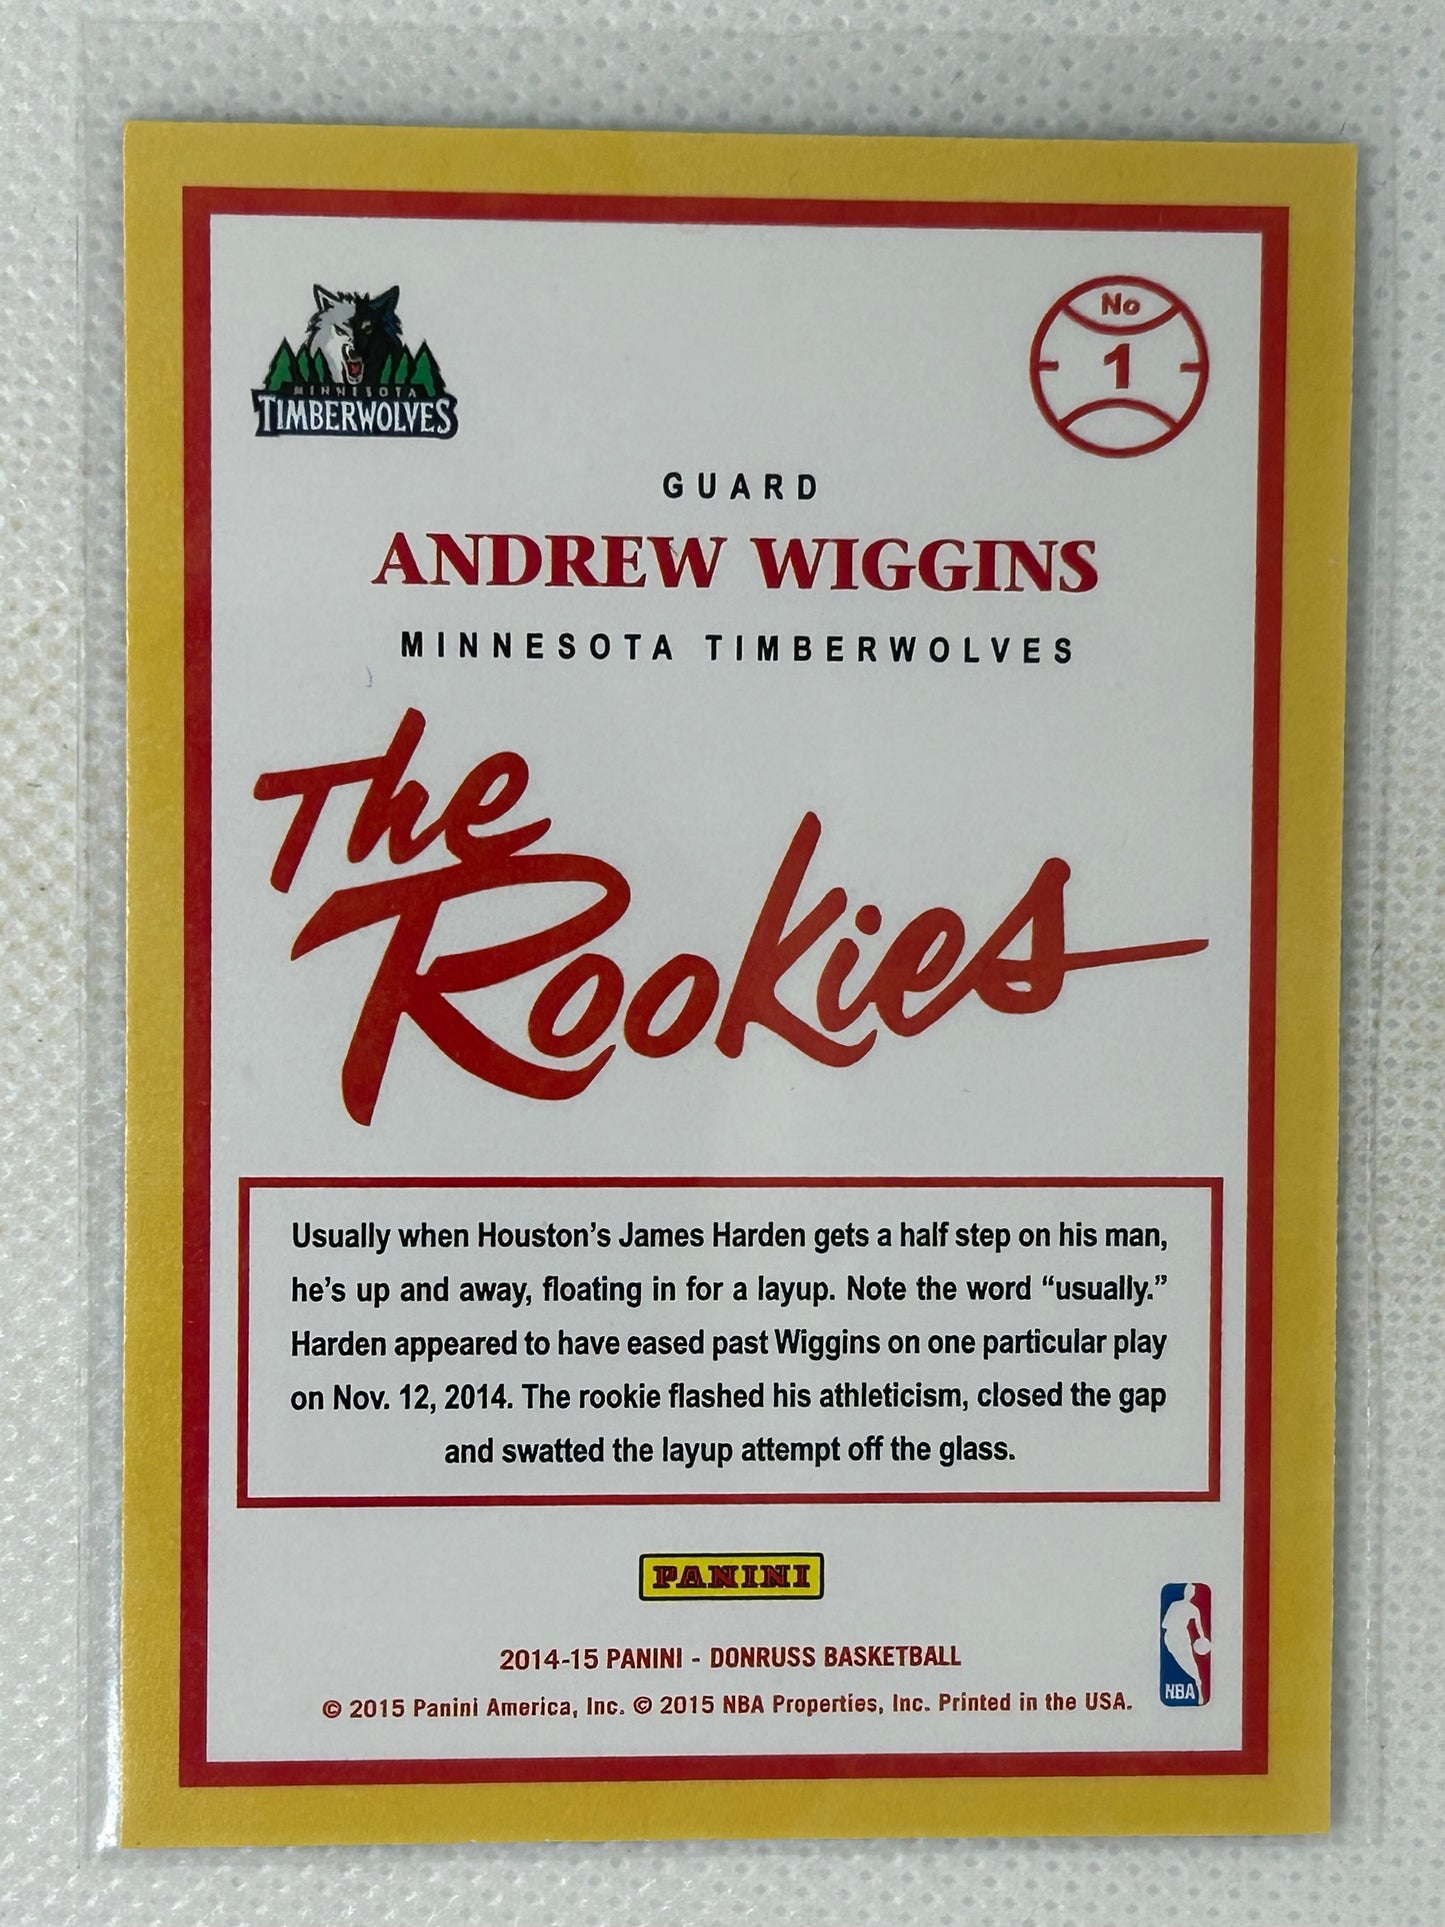 MINNESOTA
TIMBERWOLVES
No
1
GUARD
ANDREW WIGGINS
MINNESOTA TIMBERWOLVES
The
Rookies
Usually when Houston’s James Harden gets a half step on his man,
he’s up and away, floating in for a layup. Note the word “usually.”
Harden appeared to have eased past Wiggins on one particular play
on Nov. 12, 2014. The rookie flashed his athleticism, closed the gap
and swatted the layup attempt off the glass.
PANINI
2014-15 PANINI - DONRUSS BASKETBALL
© 2015 Panini America, Inc. © 2015 NBA Properties, Inc. Printed in the USA.
NBA